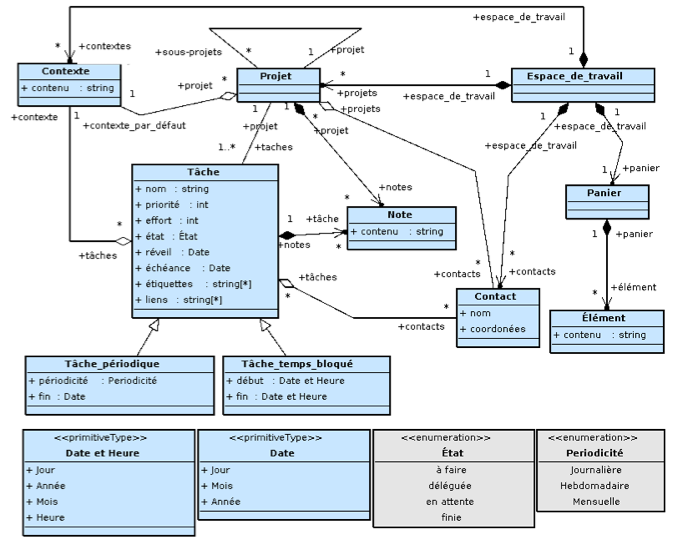 +espace_de_travail
*
+contextes
+sous-projets
*
1
+projet
1
Contexte
+ contenu : string
1
+contexte
+contexte_par_défaut
+projet
*
Projet
*
+projets
+projets
+espace_de_travail
1
Espace_de_travail
1
+espace_de_travail
1
+espace_de_travail
1
1
+projet
1
+projet
*
+taches
1..*
1
+panier
Panier
1
+panier
Tâche
+ nom : string
+ priorité : int
+ effort : int
+ état : État
+ réveil : Date
+ échéance : Date
+ étiquettes : string[*]
+ liens : string[*]
*
+tâches
1
+notes
+tâche
*
*
+notes
Note
+ contenu : string
*
+contacts
*
+contacts
+tâches
*
*
+contacts
Contact
+ nom
+ coordonées
+élément
*
Élément
+ contenu : string
Tâche_périodique
+ périodicité : Periodicité
+ fin : Date
Tâche_temps_bloqué
+ début : Date et Heure
+ fin : Date et Heure
<<primitiveType>>
Date et Heure
+ Jour
+ Année
+ Mois
+ Heure
<<primitiveType>>
Date
+ Jour
+ Mois
+ Année
<<enumeration>>
État
à faire
déléguée
en attente
finie
<<enumeration>>
Periodicité
Journalière
Hebdomadaire
Mensuelle